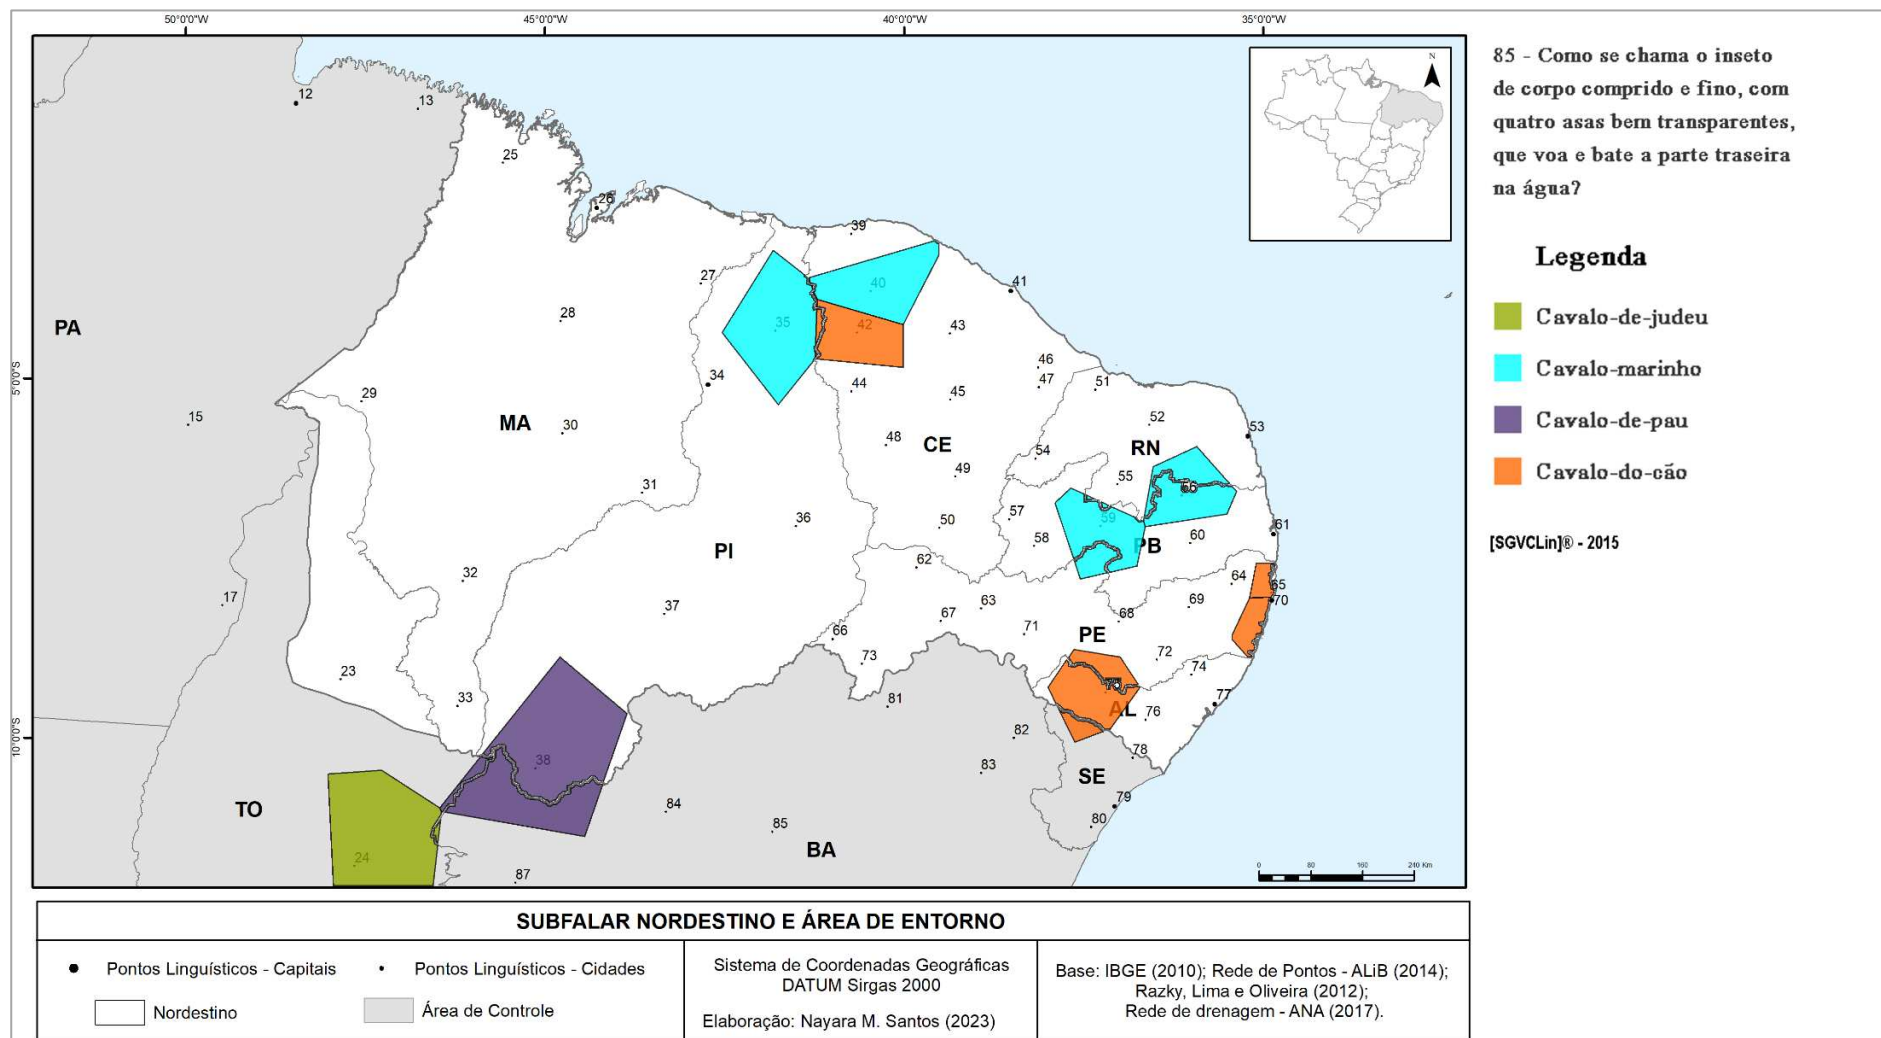 50°0'0"W 45°0'0"W 40°0'0"W 35°0'0"W
5°0'0"S
10°0'0"S
12
13
25
26
39
27
40
41
PA
28
35
42
43
34
46
29
44
47
51
15
45
52
MA
30
53
48
CE
RN
54
49
55
31
57
59
36
50
61
58
PB
60
PI
62
32
64
65
17
63
69
70
37
67
68
71
PE
66
72
73
74
23
33
81
77
AL
76
82
78
38
83
SE
TO
84
79
85
80
BA
24
87
N
0 80 160 240 Km
85 - Como se chama o inseto
de corpo comprido e fino, com
quatro asas bem transparentes,
que voa e bate a parte traseira
na água?
Legenda
Cavalo-de-judeu
Cavalo-marinho
Cavalo-de-pau
Cavalo-do-cão
[SGVCLin]® - 2015
SUBFALAR NORDESTINO E ÁREA DE ENTORNO
Pontos Linguísticos - Capitais
Pontos Linguísticos - Cidades
Nordestino
Área de Controle
Sistema de Coordenadas Geográficas
DATUM Sirgas 2000
Elaboração: Nayara M. Santos (2023)
Base: IBGE (2010); Rede de Pontos - ALiB (2014);
Razky, Lima e Oliveira (2012);
Rede de drenagem - ANA (2017).